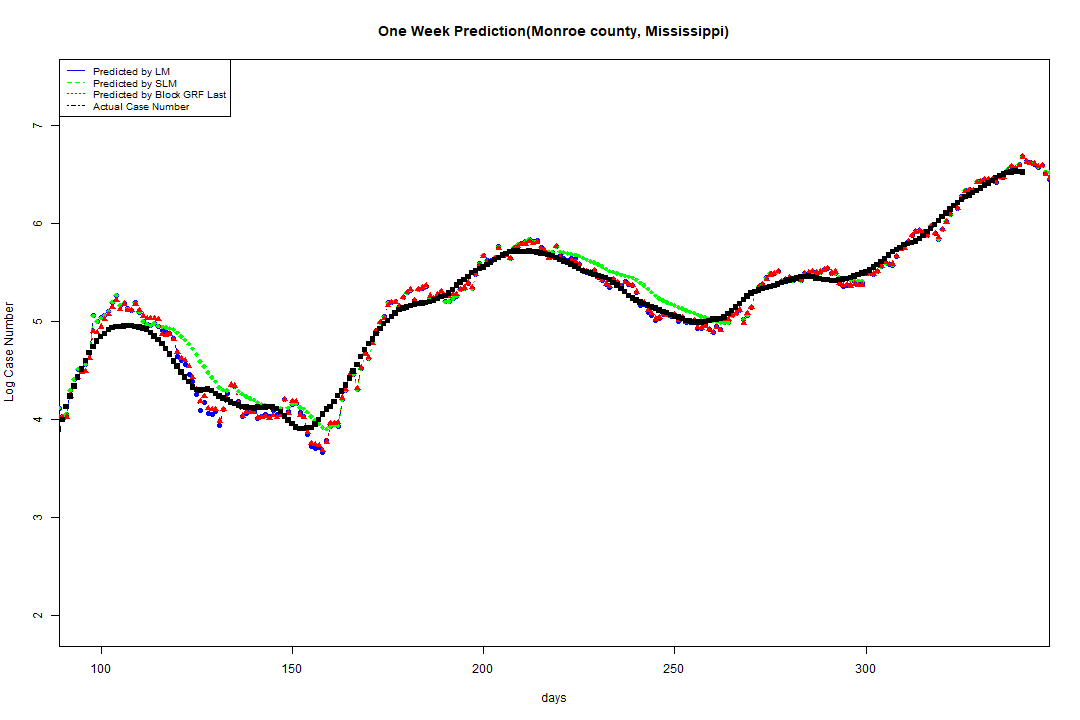 One Week Prediction(Monroe county, Mississippi)
Predicted by LM
Predicted by SLM
Predicted by Block GRF Last
Actual Case Number
7
6
5
4
3
2
Log Case Number
100 150 200 250 300
days